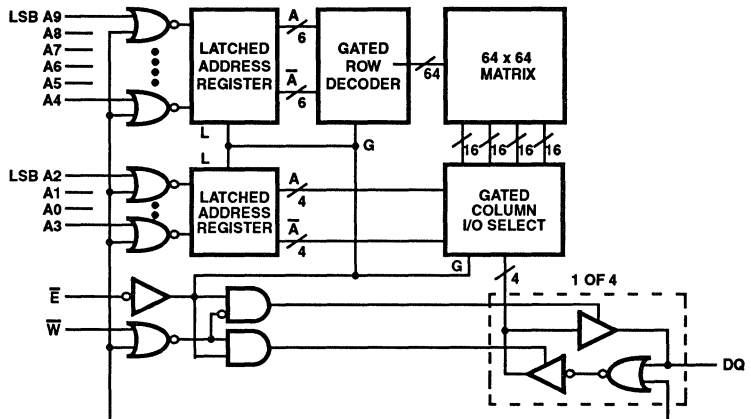 LSB A9
A8
A7
A6
A5
A4
LATCHED
ADDRESS
REGISTER
A
6
A̅
6
GATED
ROW
DECODER
64
64 x 64
MATRIX
L
L
G
16 16 16 16
LSB A2
A1
A0
A3
LATCHED
ADDRESS
REGISTER
A
4
A̅
4
GATED
COLUMN
I/O SELECT
G
4
1 OF 4
E̅
W̅
DQ